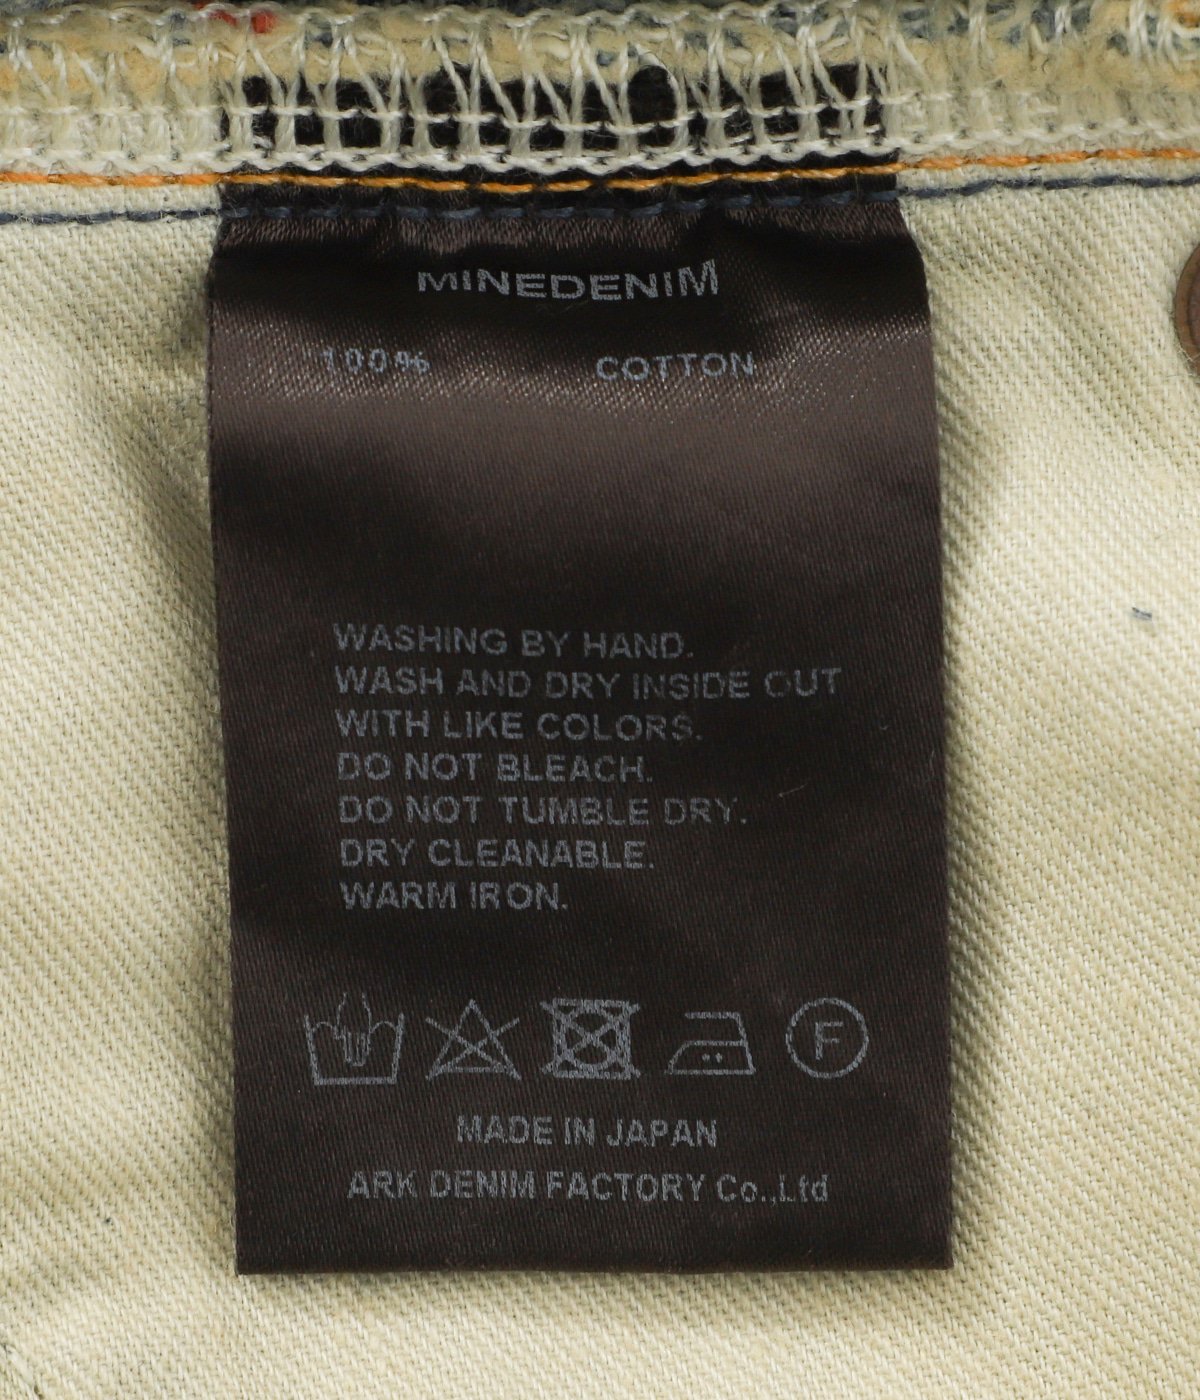 MINEDENIM
100% COTTON
WASHING BY HAND.
WASH AND DRY INSIDE OUT
WITH LIKE COLORS.
DO NOT BLEACH.
DO NOT TUMBLE DRY.
DRY CLEANABLE.
WARM IRON.
F
MADE IN JAPAN
ARK DENIM FACTORY Co.,Ltd